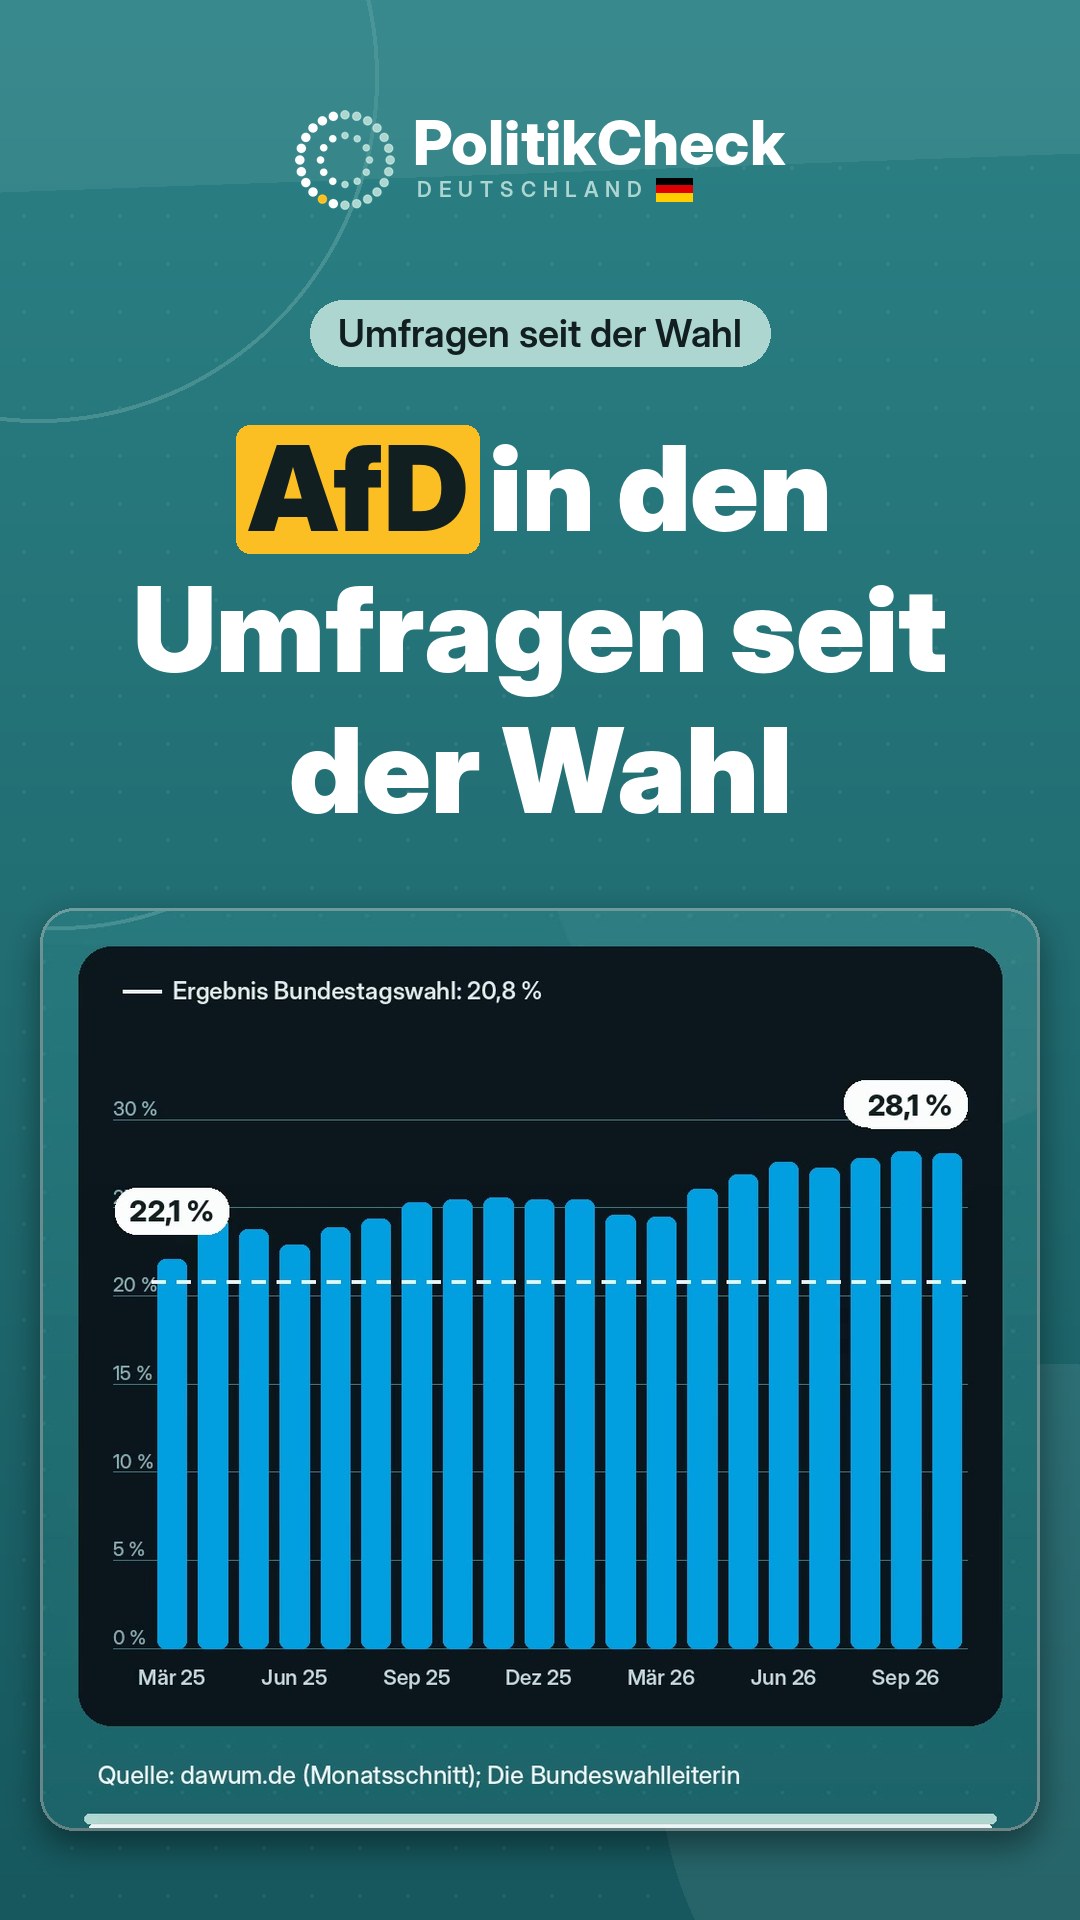 PolitikCheck
DEUTSCHLAND
Umfragen seit der Wahl
AfD in den
Umfragen seit
der Wahl
Ergebnis Bundestagswahl: 20,8 %
30 %
28,1 %
22,1 %
20 %
15 %
10 %
5 %
0 %
Mär 25 Jun 25 Sep 25 Dez 25 Mär 26 Jun 26 Sep 26
Quelle: dawum.de (Monatsschnitt); Die Bundeswahlleiterin